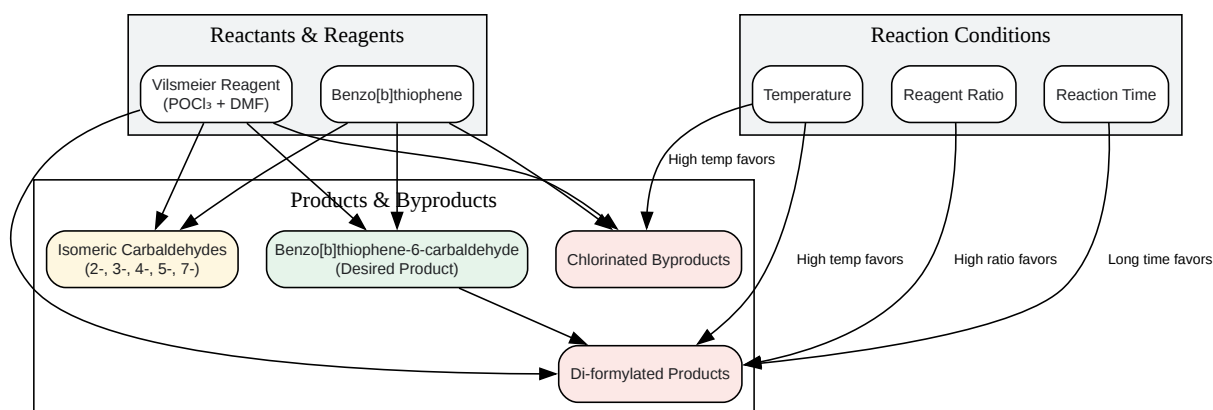 Reactants & Reagents
Reaction Conditions
Vilsmeier Reagent
(POCl₃ + DMF)
Benzo[b]thiophene
Temperature
Reagent Ratio
Reaction Time
High temp favors
Products & Byproducts
Isomeric Carbaldehydes
(2-, 3-, 4-, 5-, 7-)
Benzo[b]thiophene-6-carbaldehyde
(Desired Product)
Chlorinated Byproducts
High temp favors
High ratio favors
Long time favors
Di-formylated Products